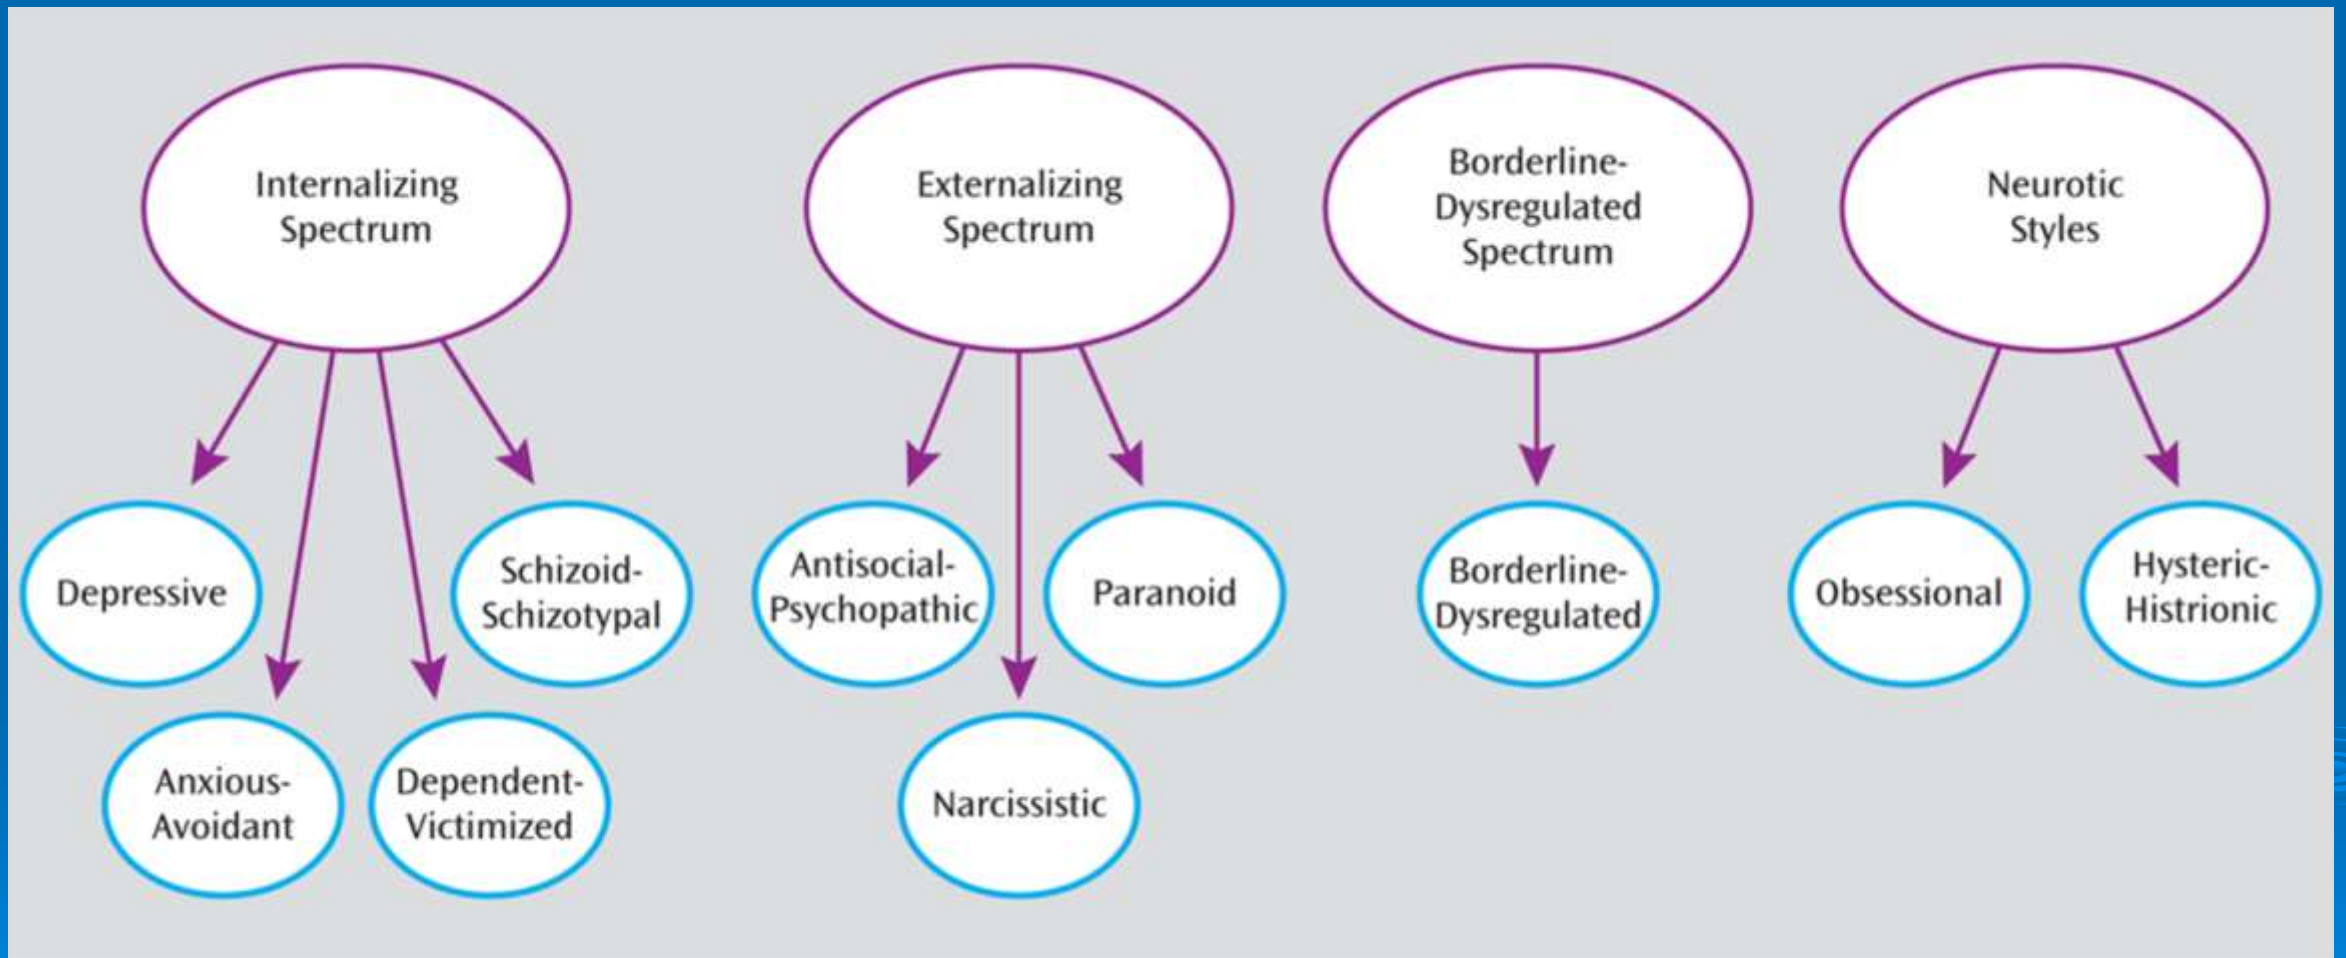 Internalizing
Spectrum
Externalizing
Spectrum
Borderline-
Dysregulated
Spectrum
Neurotic
Styles
Depressive
Schizoid-
Schizotypal
Anxious-
Avoidant
Dependent-
Victimized
Antisocial-
Psychopathic
Paranoid
Narcissistic
Borderline-
Dysregulated
Obsessional
Hysteric-
Histrionic